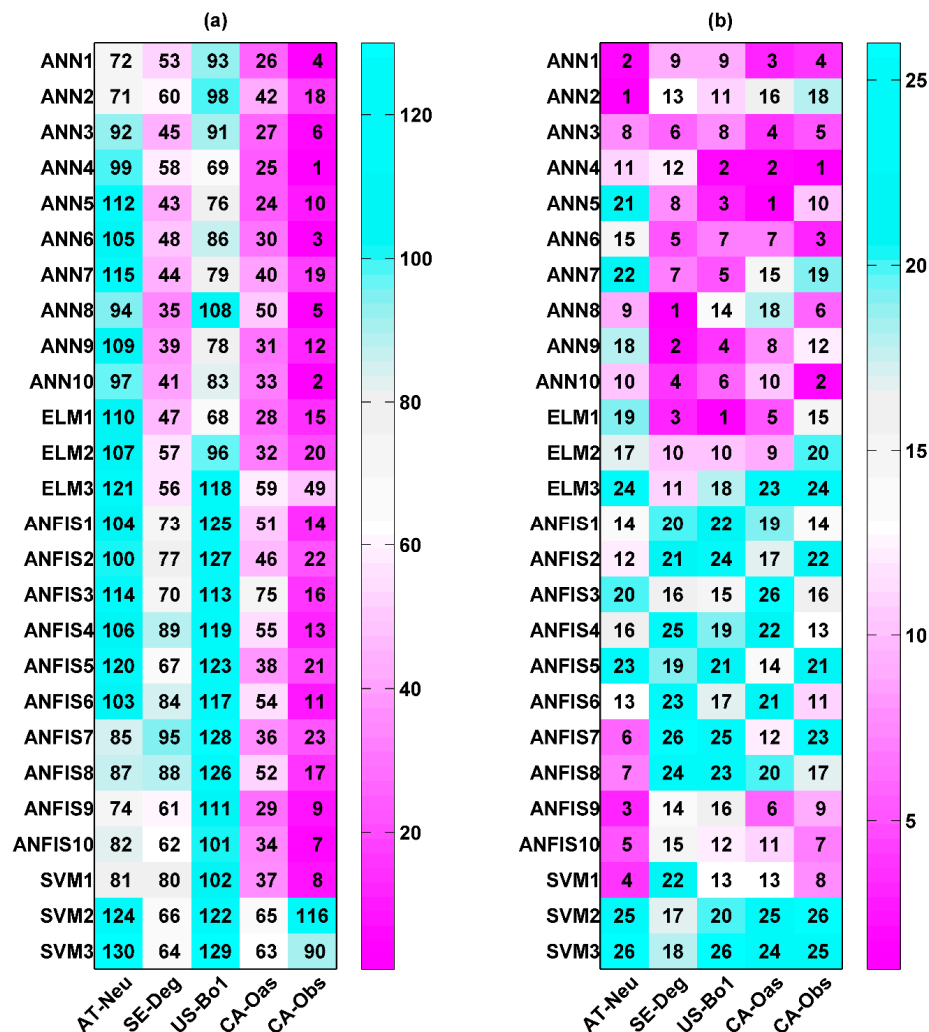 (a) (b)
ANN1 72 53 93 26 4 ANN1 2 9 9 3 4
ANN2 71 60 98 42 18 ANN2 1 13 11 16 18
ANN3 92 45 91 27 6 ANN3 8 6 8 4 5
ANN4 99 58 69 25 1 ANN4 11 12 2 2 1
ANN5 112 43 76 24 10 ANN5 21 8 3 1 10
ANN6 105 48 86 30 3 ANN6 15 5 7 7 3
ANN7 115 44 79 40 19 ANN7 22 7 5 15 19
ANN8 94 35 108 50 5 ANN8 9 1 14 18 6
ANN9 109 39 78 31 12 ANN9 18 2 4 8 12
ANN10 97 41 83 33 2 ANN10 10 4 6 10 2
ELM1 110 47 68 28 15 ELM1 19 3 1 5 15
ELM2 107 57 96 32 20 ELM2 17 10 10 9 20
ELM3 121 56 118 59 49 ELM3 24 11 18 23 24
ANFIS1 104 73 125 51 14 ANFIS1 14 20 22 19 14
ANFIS2 100 77 127 46 22 ANFIS2 12 21 24 17 22
ANFIS3 114 70 113 75 16 ANFIS3 20 16 15 26 16
ANFIS4 106 89 119 55 13 ANFIS4 16 25 19 22 13
ANFIS5 120 67 123 38 21 ANFIS5 23 19 21 14 21
ANFIS6 103 84 117 54 11 ANFIS6 13 23 17 21 11
ANFIS7 85 95 128 36 23 ANFIS7 6 26 25 12 23
ANFIS8 87 88 126 52 17 ANFIS8 7 24 23 20 17
ANFIS9 74 61 111 29 9 ANFIS9 3 14 16 6 9
ANFIS10 82 62 101 34 7 ANFIS10 5 15 12 11 7
SVM1 81 80 102 37 8 SVM1 4 22 13 13 8
SVM2 124 66 122 65 116 SVM2 25 17 20 25 26
SVM3 130 64 129 63 90 SVM3 26 18 26 24 25
AT-Neu SE-Deg US-Bo1 CA-Oas CA-Obs AT-Neu SE-Deg US-Bo1 CA-Oas CA-Obs
120
100
80
60
40
20
25
20
15
10
5